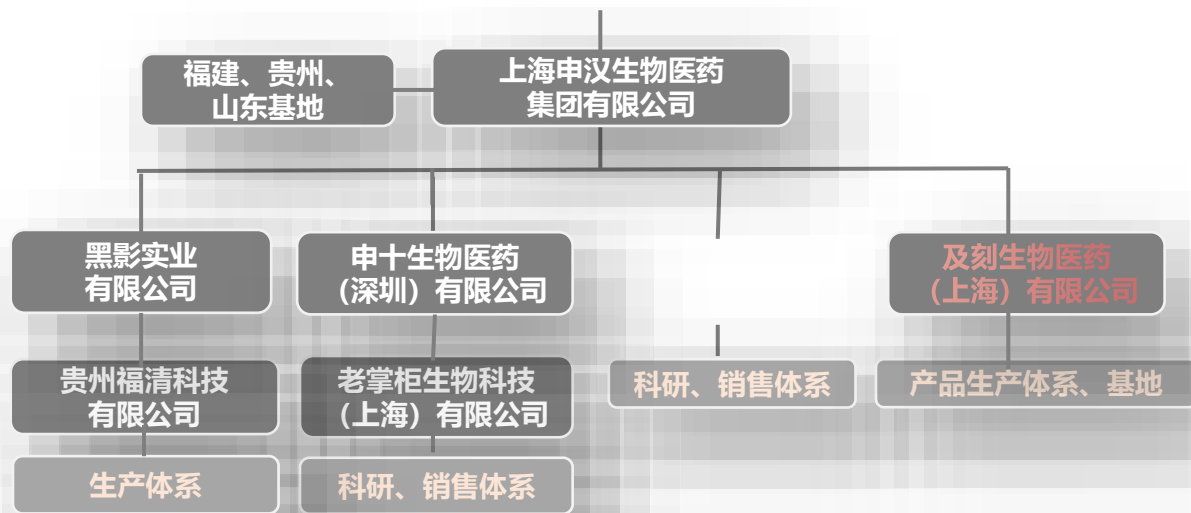 福建、贵州、
山东基地
上海申汉生物医药
集团有限公司
黑影实业
有限公司
申十生物医药
（深圳）有限公司
及刻生物医药
（上海）有限公司
贵州福清科技
有限公司
老掌柜生物科技
（上海）有限公司
科研、销售体系
产品生产体系、基地
生产体系
科研、销售体系